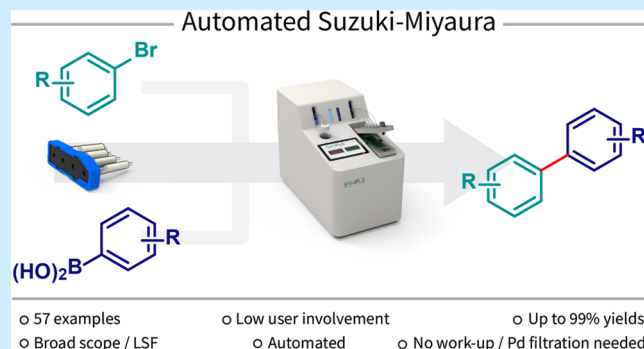 Automated Suzuki-Miyaura
Br
R
R
R
R
(HO)₂B
SYNPLE
57 examples
Low user involvement
Up to 99% yields
Broad scope / LSF
Automated
No work-up / Pd filtration needed